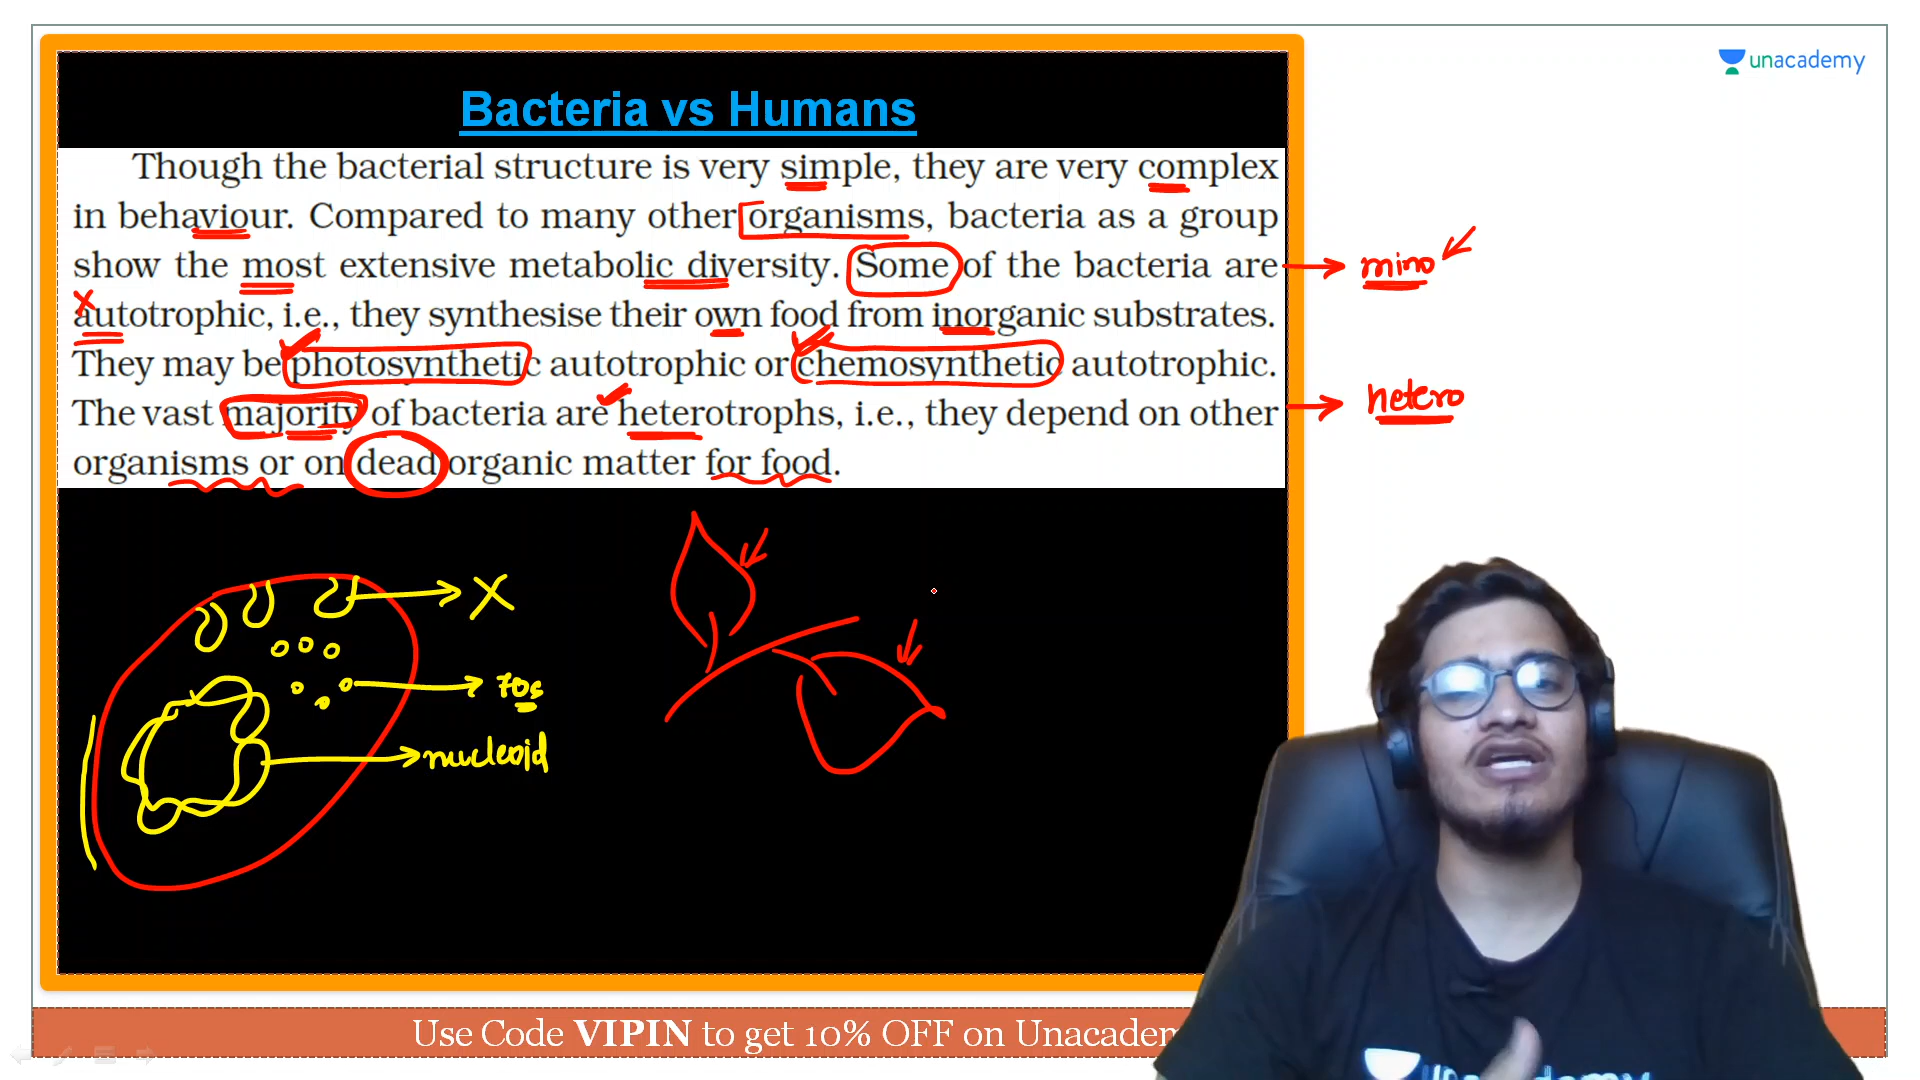 unacademy
Bacteria vs Humans
Though the bacterial structure is very simple, they are very complex
in behaviour. Compared to many other organisms, bacteria as a group
show the most extensive metabolic diversity. Some of the bacteria are
mino
autotrophic, i.e., they synthesise their own food from inorganic substrates.
They may be photosynthetic autotrophic or chemosynthetic autotrophic.
The vast majority of bacteria are heterotrophs, i.e., they depend on other
hetero
organisms or on dead organic matter for food.
X
70s
nucleoid
Use Code VIPIN to get 10% OFF on Unacadem